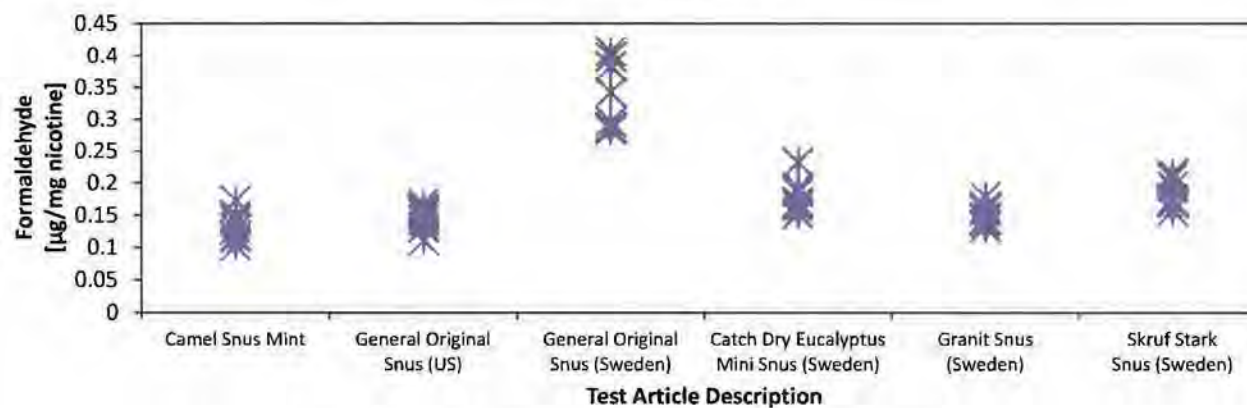 Formaldehyde
[µg/mg nicotine]
0.45
0.4
0.35
0.3
0.25
0.2
0.15
0.1
0.05
0
Camel Snus Mint
General Original
Snus (US)
General Original
Snus (Sweden)
Catch Dry Eucalyptus
Mini Snus (Sweden)
Granit Snus
(Sweden)
Skruf Stark
Snus (Sweden)
Test Article Description